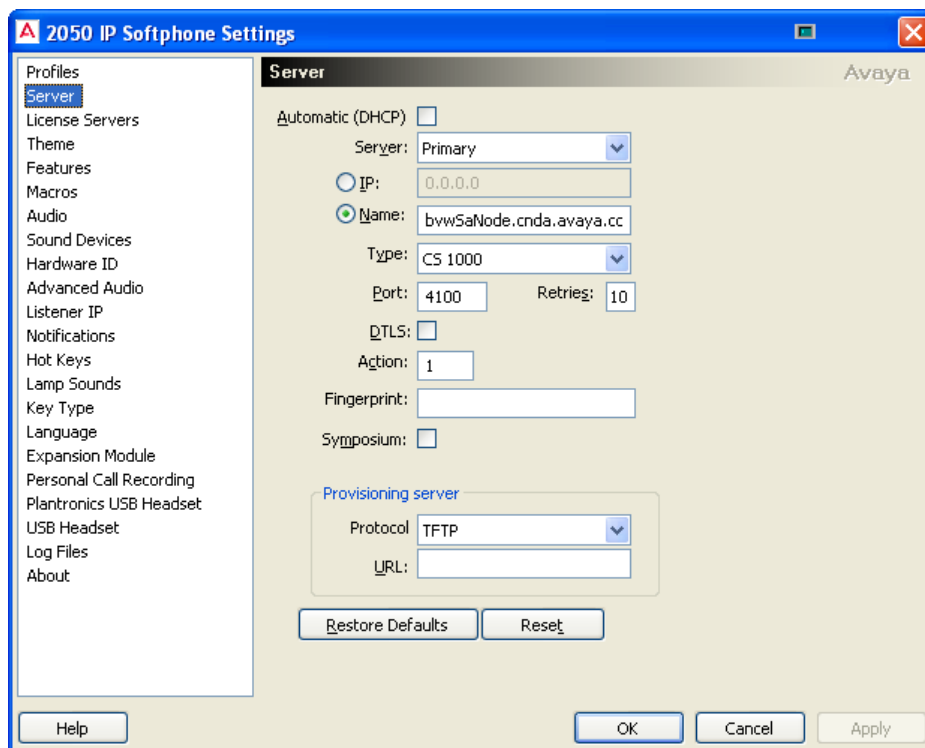 2050 IP Softphone Settings
Profiles
Server
License Servers
Theme
Features
Macros
Audio
Sound Devices
Hardware ID
Advanced Audio
Listener IP
Notifications
Hot Keys
Lamp Sounds
Key Type
Language
Expansion Module
Personal Call Recording
Plantronics USB Headset
USB Headset
Log Files
About
Server Avaya
Automatic (DHCP)
Server: Primary
IP: 0.0.0.0
Name: bvwSaNode.cnda.avaya.cc
Type: CS 1000
Port: 4100 Retries: 10
DTLS:
Action: 1
Fingerprint:
Symposium:
Provisioning server
Protocol TFTP
URL:
Restore Defaults Reset
Help OK Cancel Apply